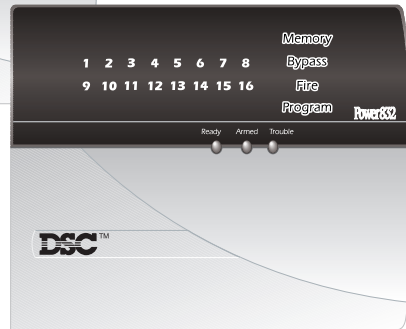 Memory
1 2 3 4 5 6 7 8 Bypass
9 10 11 12 13 14 15 16 Fire
Program Power832
Ready Armed Trouble
DSC™